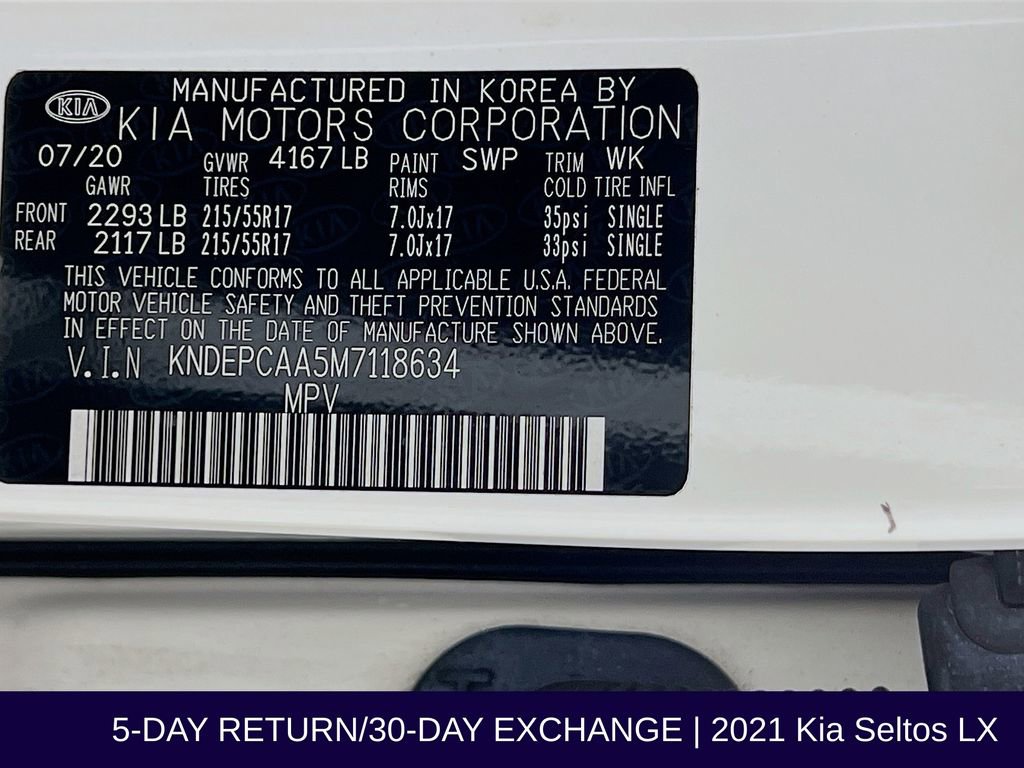 KIA
MANUFACTURED IN KOREA BY
KIA MOTORS CORPORATION
07/20 GVWR 4167 LB PAINT SWP TRIM WK
GAWR TIRES RIMS COLD TIRE INFL
FRONT 2293 LB 215/55R17 7.0Jx17 35psi SINGLE
REAR 2117 LB 215/55R17 7.0Jx17 33psi SINGLE
THIS VEHICLE CONFORMS TO ALL APPLICABLE U.S.A. FEDERAL
MOTOR VEHICLE SAFETY AND THEFT PREVENTION STANDARDS
IN EFFECT ON THE DATE OF MANUFACTURE SHOWN ABOVE.
V.I.N KNDEPCAA5M7118634
MPV
5-DAY RETURN/30-DAY EXCHANGE | 2021 Kia Seltos LX